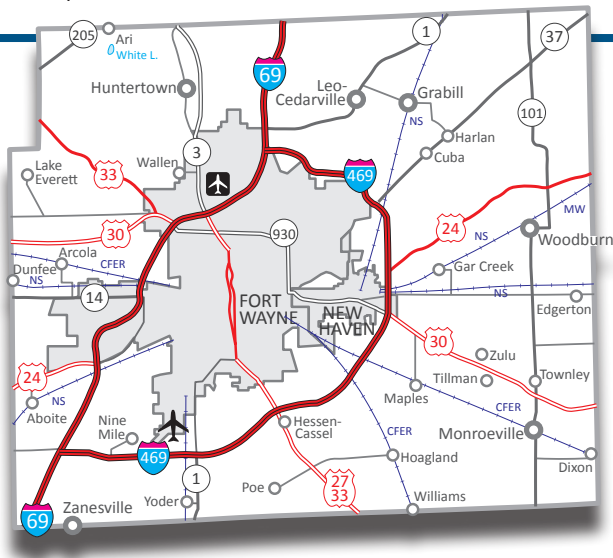 205
Ari
White L.
1
37
69
Huntertown
Leo-
Cedarville
Grabill
101
NS
Harlan
3
Wallen
Cuba
Lake
Everett
33
469
30
930
24
MW
NS
Woodburn
Arcola
CFER
Dunfee
NS
Gar Creek
14
FORT
WAYNE
NEW
HAVEN
NS
Edgerton
30
Zulu
24
NS
Tillman
Townley
Aboite
Maples
CFER
Nine
Mile
Hessen-
Cassel
CFER
Monroeville
469
Hoagland
Dixon
1
Poe
27
33
69
Zanesville
Yoder
Williams